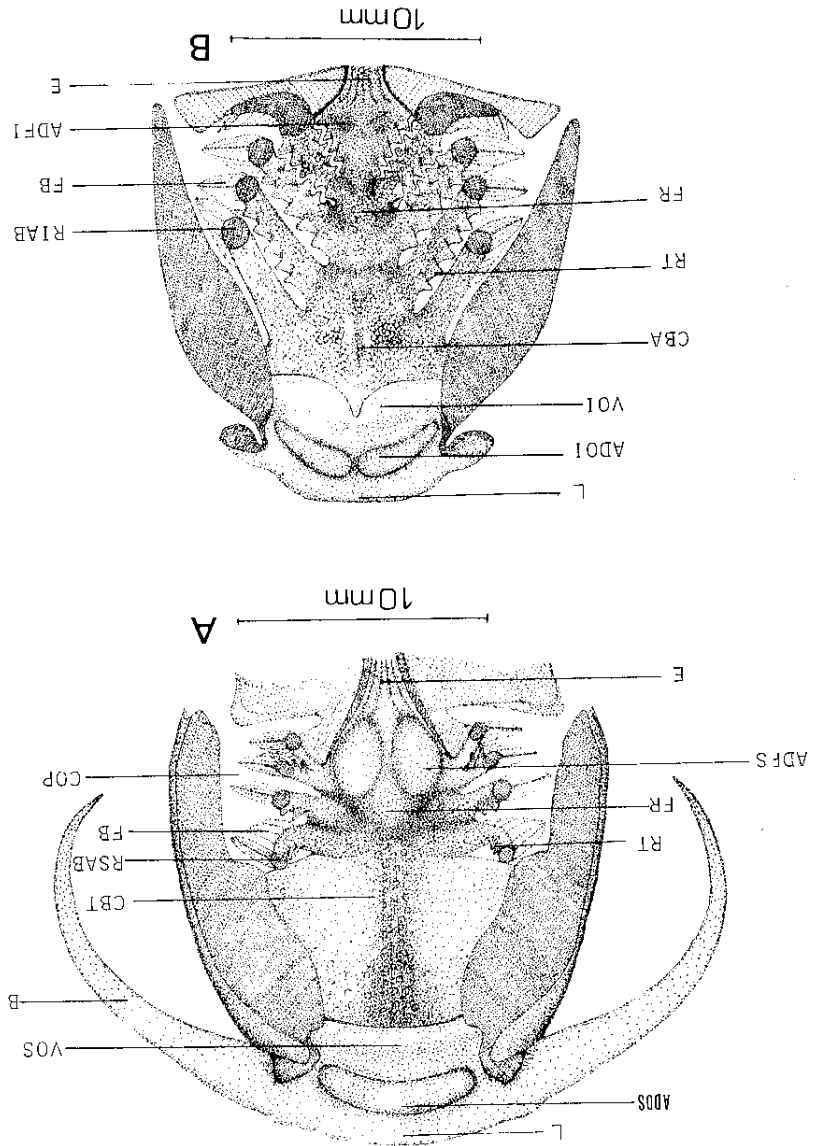 L
ADOS
VOS
B
CBT
RSAB
RT
FB
FR
COP
ADFS
E
A
10mm
L
ADOI
VOI
CBA
RT
RIAB
FR
FB
ADFI
E
B
10mm